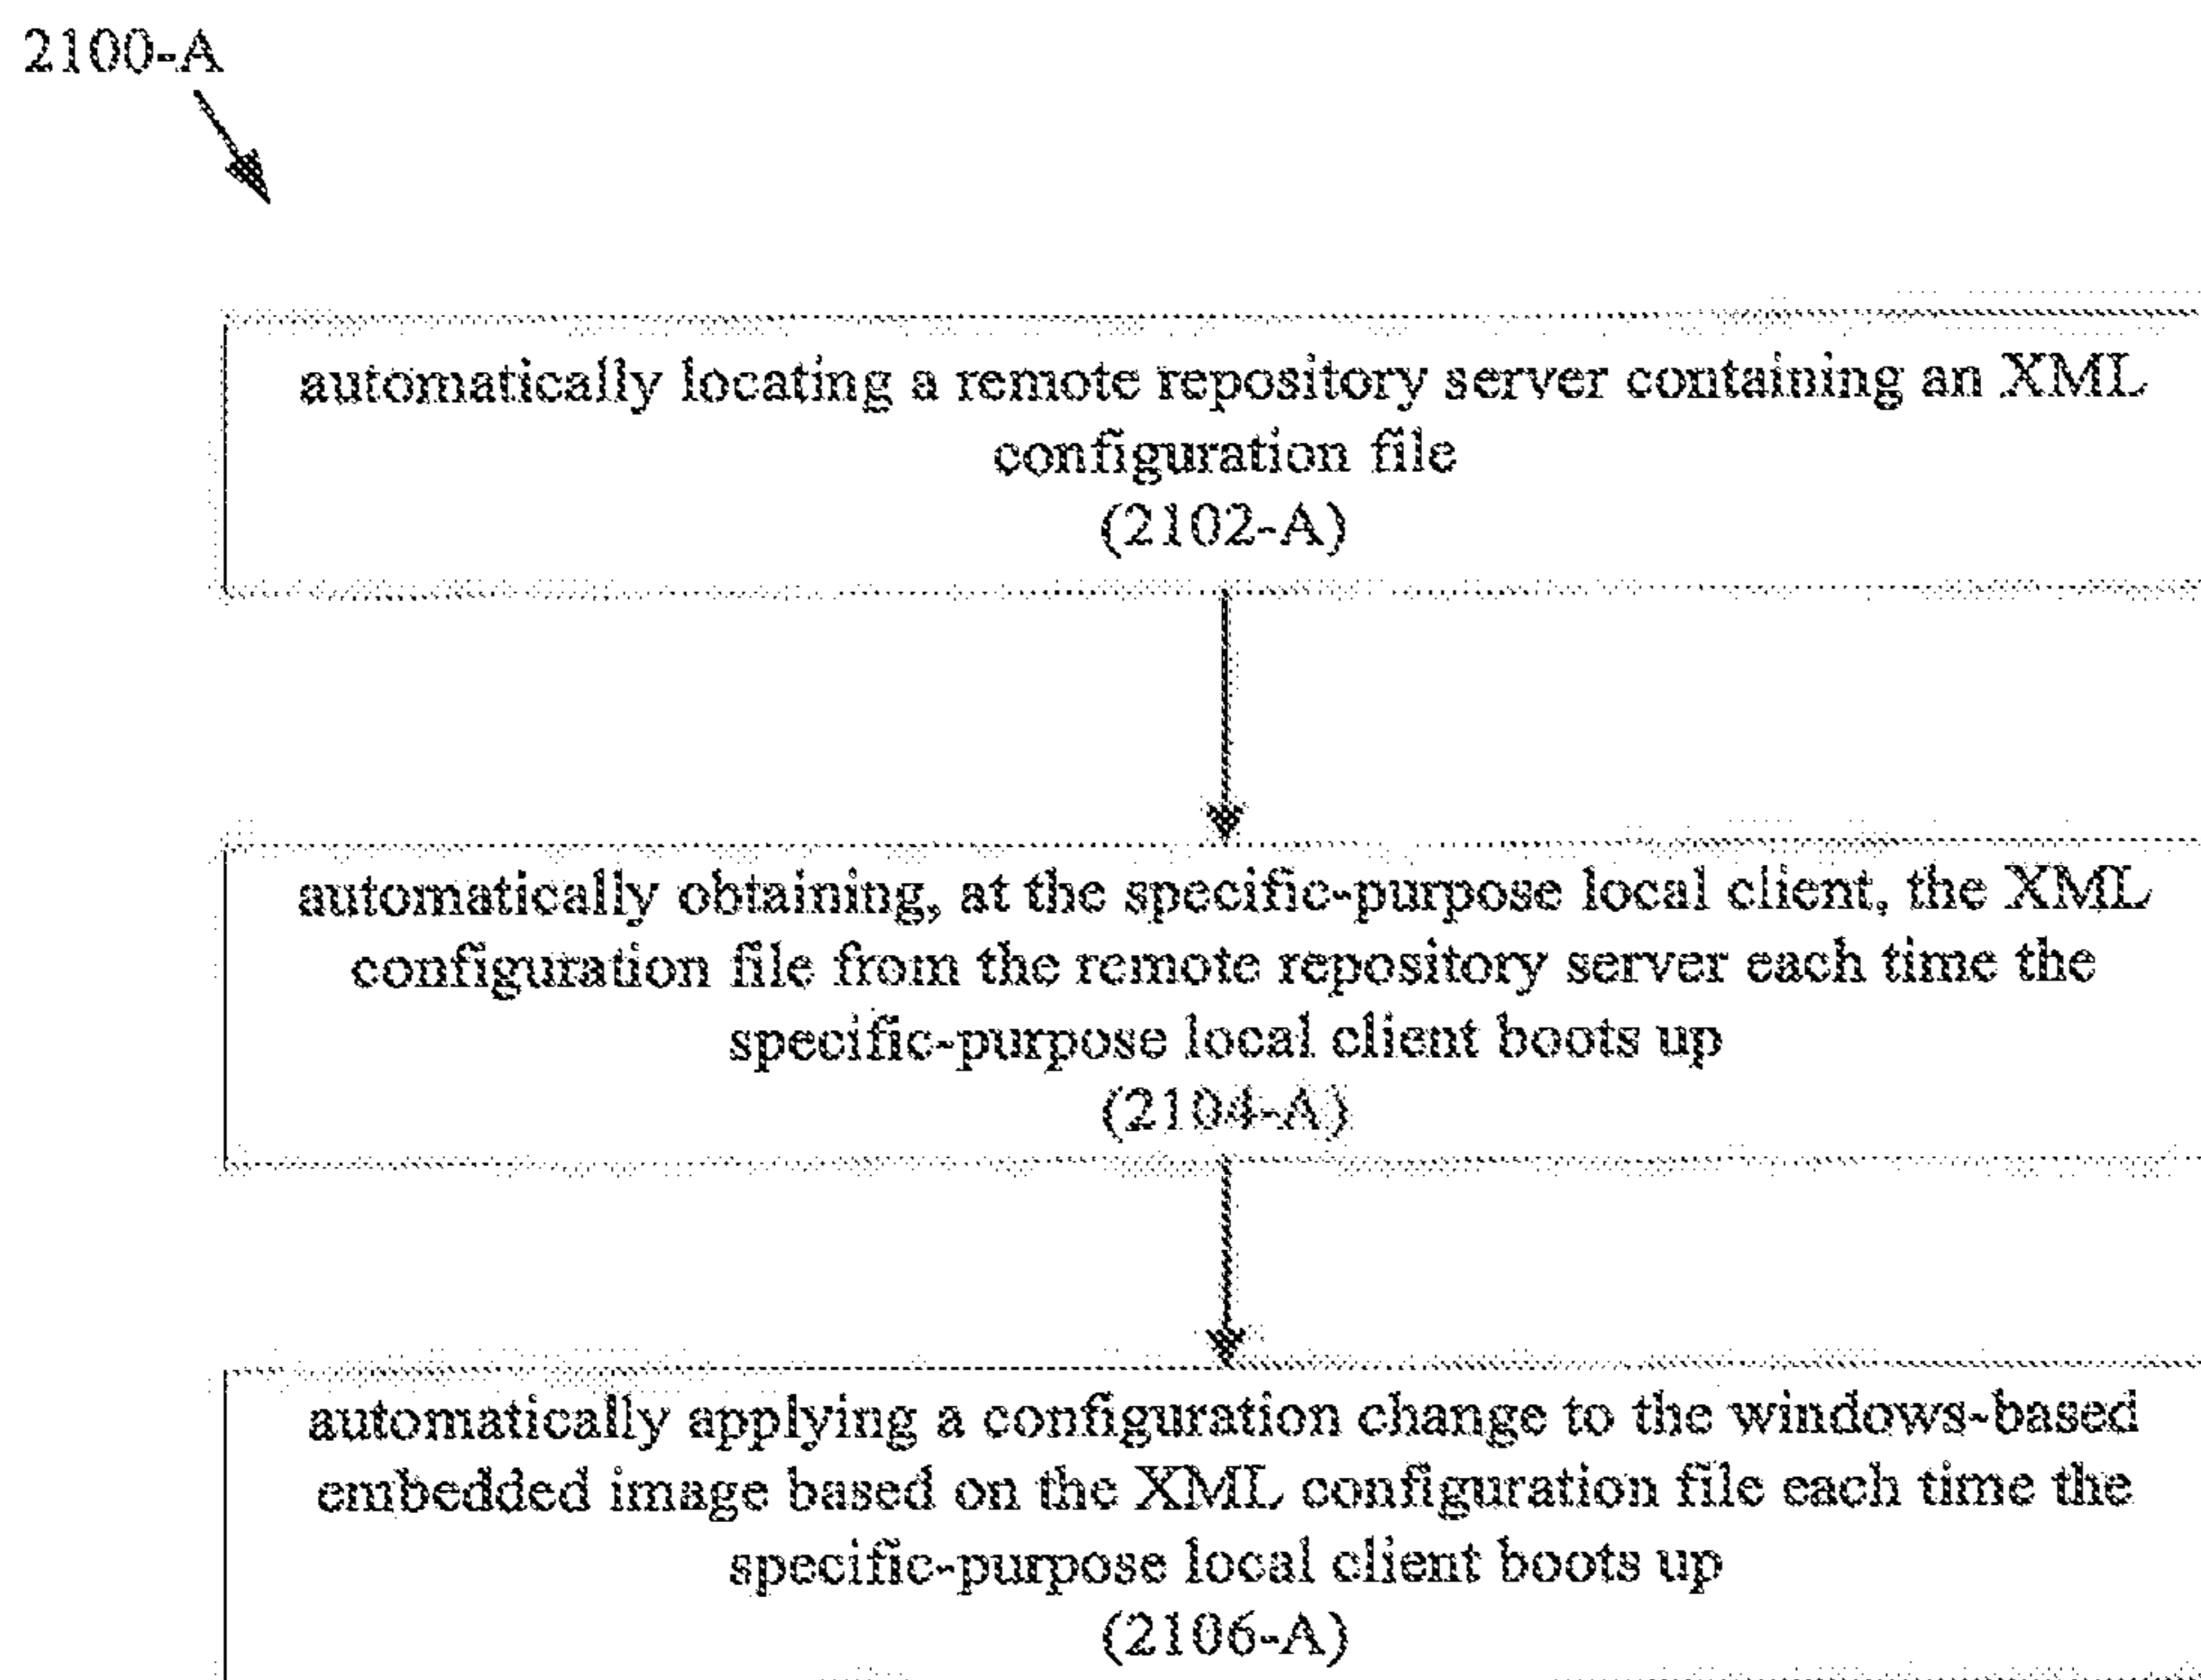 2100-A
automatically locating a remote repository server containing an XML
configuration file
(2102-A)
automatically obtaining, at the specific-purpose local client, the XML
configuration file from the remote repository server each time the
specific-purpose local client boots up
(2104-A)
automatically applying a configuration change to the windows-based
embedded image based on the XML configuration file each time the
specific-purpose local client boots up
(2106-A)